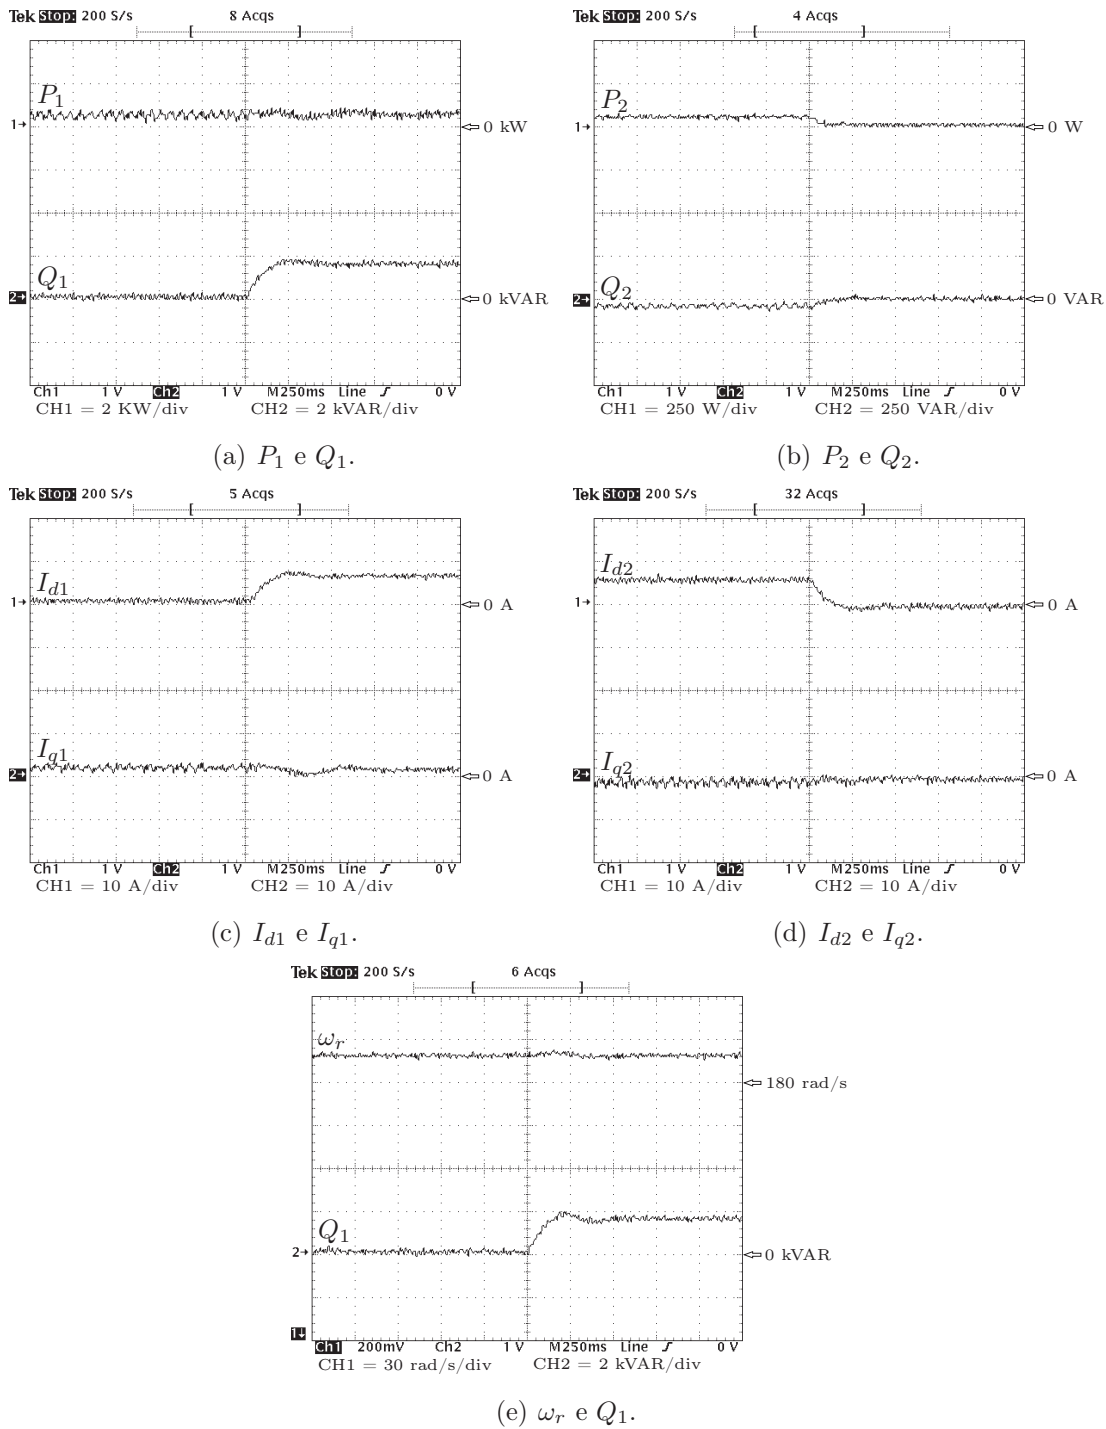 Tek Stop: 200 S/s 8 Acqs
P1
1→
0 kW
Q1
2→
0 kVAR
Ch1 1 V Ch2 1 V M250ms Line 0 V
CH1 = 2 KW/div CH2 = 2 kVAR/div
(a) P1 e Q1.
Tek Stop: 200 S/s 4 Acqs
P2
1→
0 W
Q2
2→
0 VAR
Ch1 1 V Ch2 1 V M250ms Line 0 V
CH1 = 250 W/div CH2 = 250 VAR/div
(b) P2 e Q2.
Tek Stop: 200 S/s 5 Acqs
Id1
1→
0 A
Iq1
2→
0 A
Ch1 1 V Ch2 1 V M250ms Line 0 V
CH1 = 10 A/div CH2 = 10 A/div
(c) Id1 e Iq1.
Tek Stop: 200 S/s 32 Acqs
Id2
1→
0 A
Iq2
2→
0 A
Ch1 1 V Ch2 1 V M250ms Line 0 V
CH1 = 10 A/div CH2 = 10 A/div
(d) Id2 e Iq2.
Tek Stop: 200 S/s 6 Acqs
ωr
180 rad/s
Q1
2→
0 kVAR
1↓
Ch1 200mV Ch2 1 V M250ms Line 0 V
CH1 = 30 rad/s/div CH2 = 2 kVAR/div
(e) ωr e Q1.